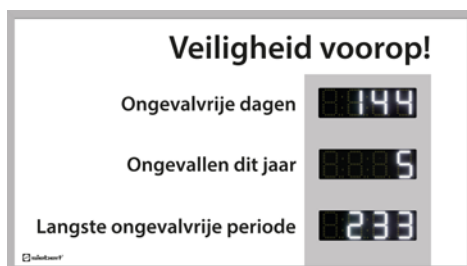 Veiligheid voorop!
Ongevalvrije dagen 144
Ongevallen dit jaar 5
Langste ongevalvrije periode 233